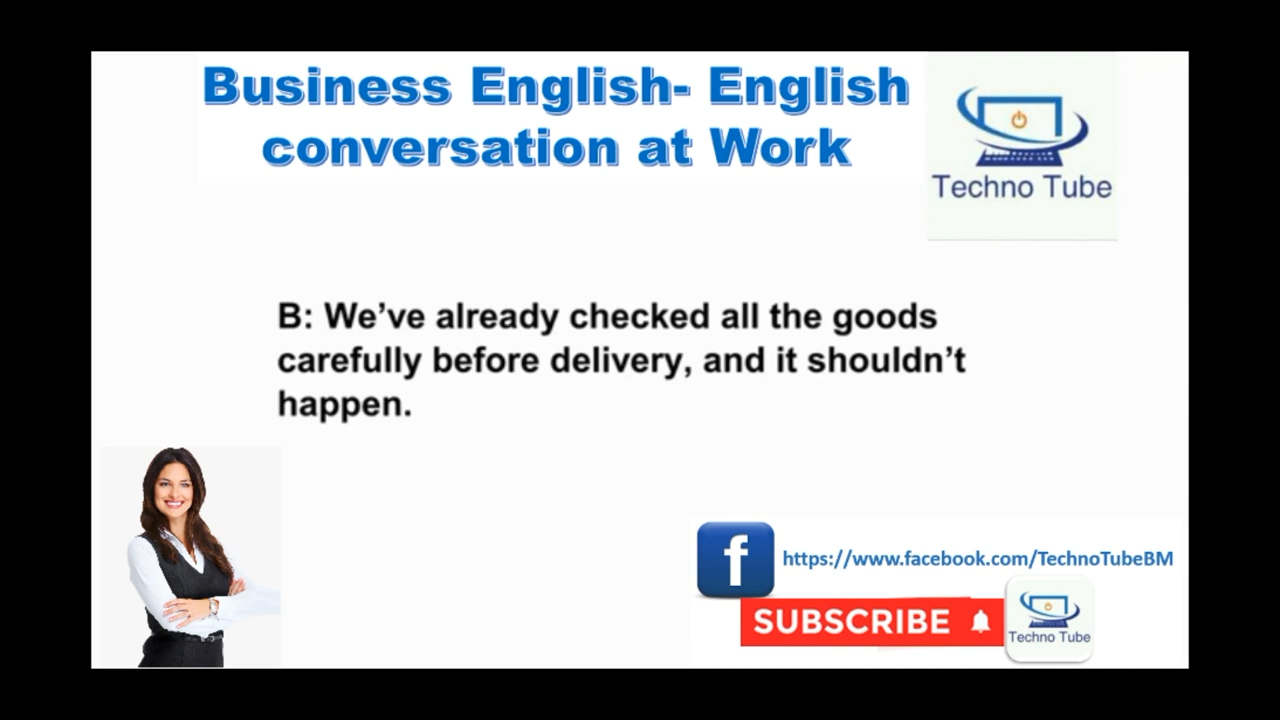 Business English- English
conversation at Work
Techno Tube
B: We’ve already checked all the goods
carefully before delivery, and it shouldn’t
happen.
f
https://www.facebook.com/TechnoTubeBM
SUBSCRIBE
Techno Tube